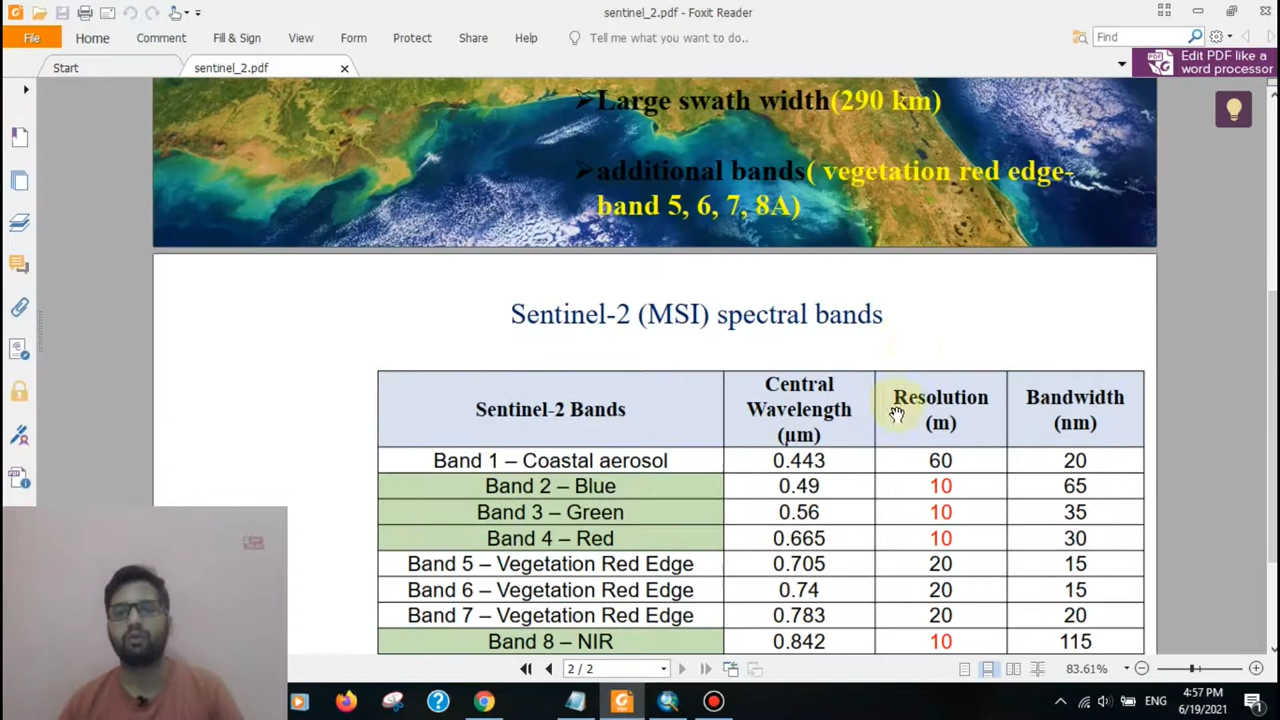 sentinel_2.pdf - Foxit Reader
File Home Comment Fill & Sign View Form Protect Share Help Tell me what you want to do.. Find
Start sentinel_2.pdf Edit PDF like a
word processor
Large swath width(290 km)
additional bands( vegetation red edge-
band 5, 6, 7, 8A)
Sentinel-2 (MSI) spectral bands
Sentinel-2 Bands Central Wavelength (μm) Resolution (m) Bandwidth (nm)
Band 1 – Coastal aerosol 0.443 60 20
Band 2 – Blue 0.49 10 65
Band 3 – Green 0.56 10 35
Band 4 – Red 0.665 10 30
Band 5 – Vegetation Red Edge 0.705 20 15
Band 6 – Vegetation Red Edge 0.74 20 15
Band 7 – Vegetation Red Edge 0.783 20 20
Band 8 – NIR 0.842 10 115
2 / 2 83.61%
ENG 4:57 PM
6/19/2021